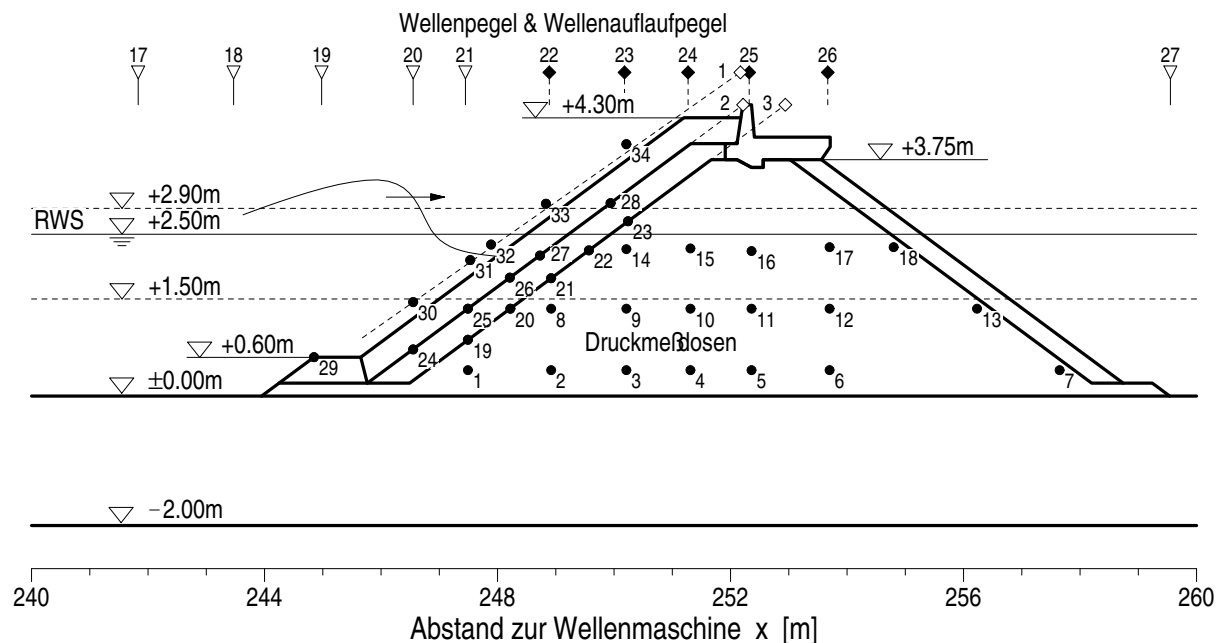 Wellenpegel & Wellenauflaufpegel
17 18 19 20 21 22 23 24 25 26 27
1
2 3
+4.30m
34
+3.75m
+2.90m
33 28
RWS +2.50m
23
32 27 22 14 15 16 17 18
31
26 21
+1.50m
30 25 20 8 9 10 11 12 13
Druckmeßdosen
+0.60m
29 24 19
±0.00m
1 2 3 4 5 6 7
−2.00m
240 244 248 252 256 260
Abstand zur Wellenmaschine x [m]